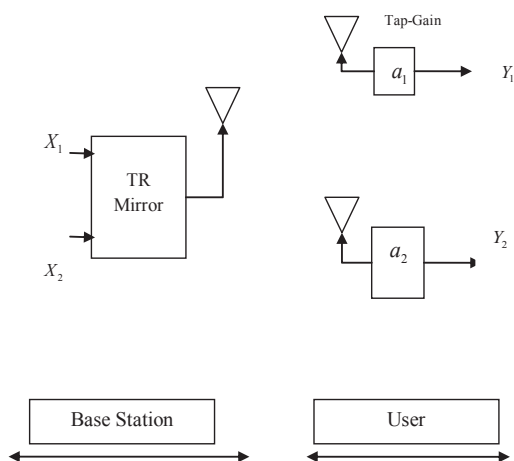 Tap-Gain
a₁
Y₁
X₁
TR
Mirror
X₂
a₂
Y₂
Base Station
User